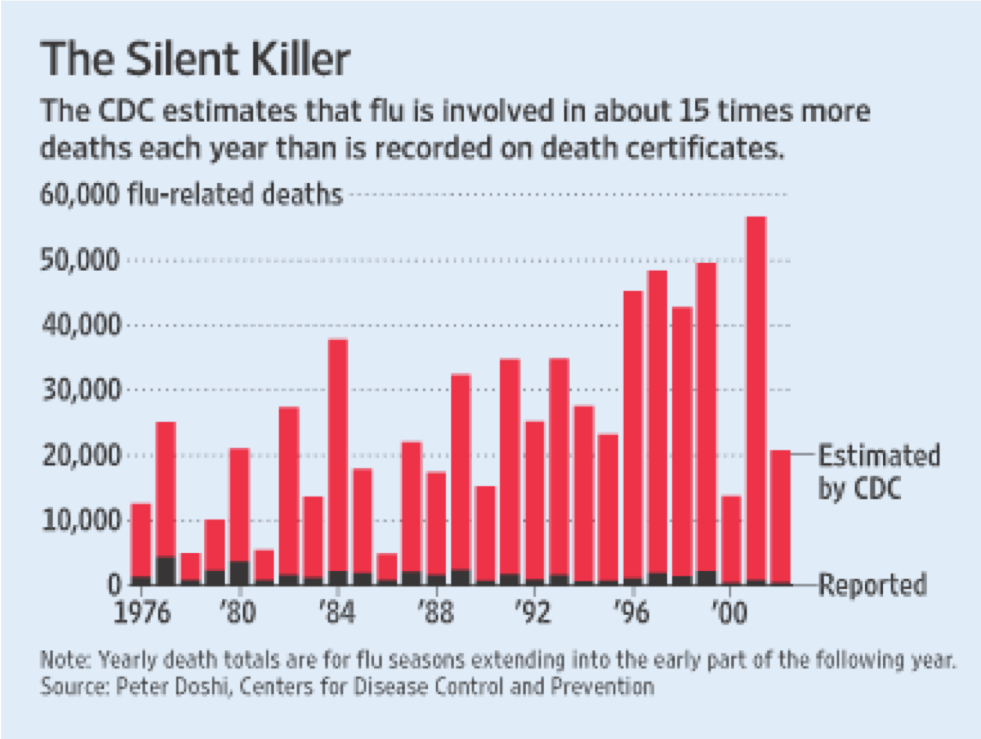 The Silent Killer
The CDC estimates that flu is involved in about 15 times more
deaths each year than is recorded on death certificates.
60,000 flu-related deaths
50,000
40,000
30,000
20,000
10,000
0
Estimated
by CDC
Reported
1976 '80 '84 '88 '92 '96 '00
Note: Yearly death totals are for flu seasons extending into the early part of the following year.
Source: Peter Doshi, Centers for Disease Control and Prevention